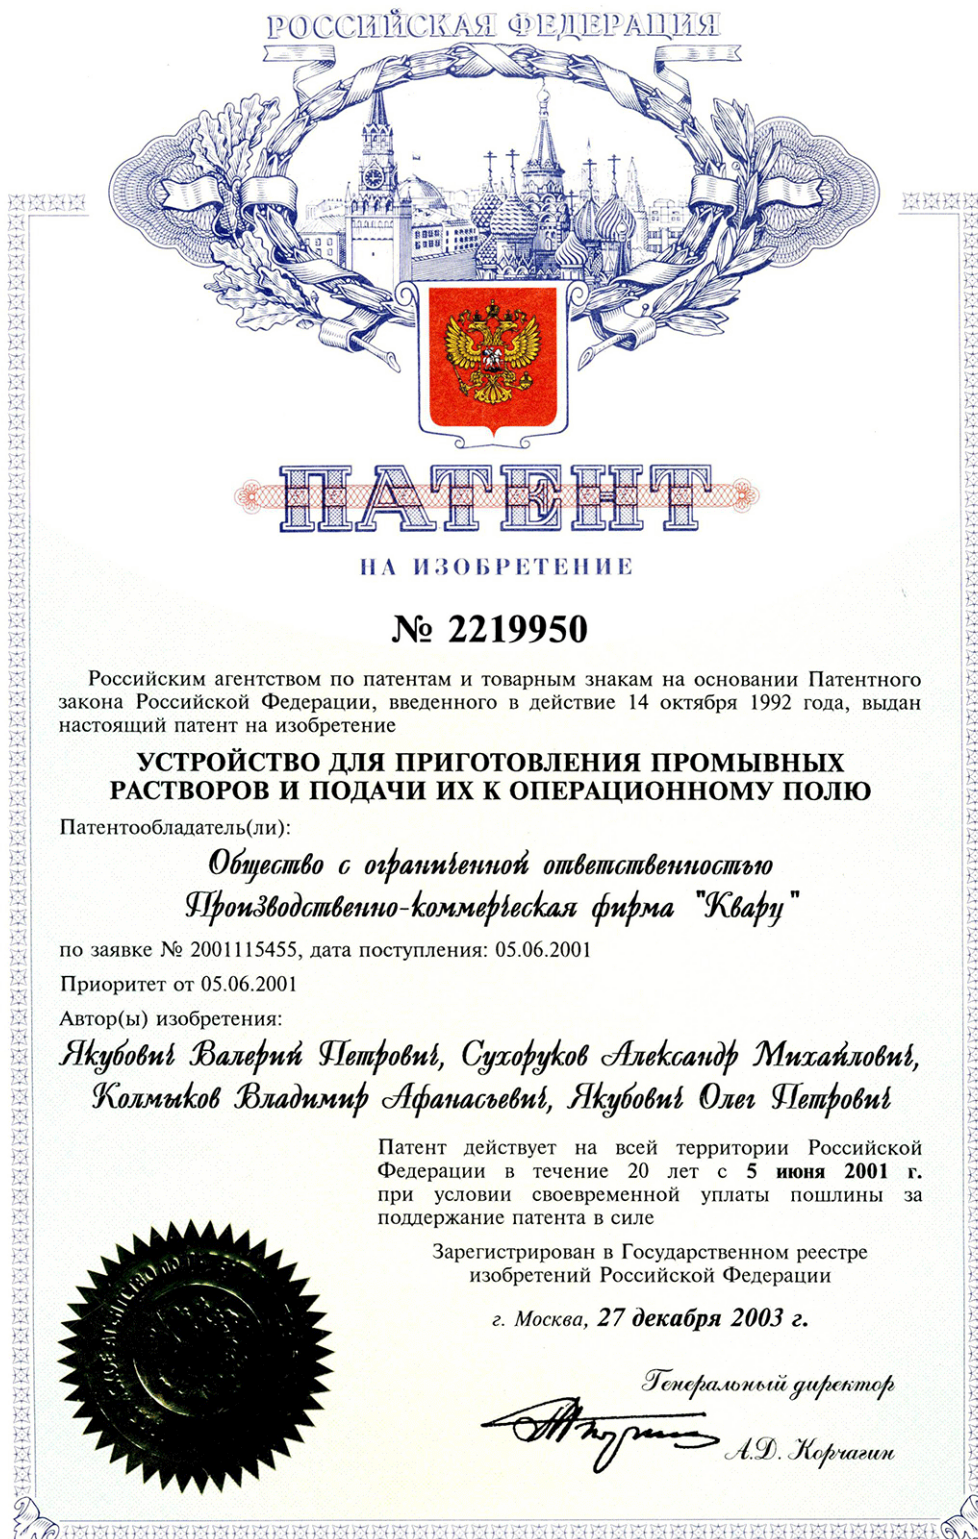 РОССИЙСКАЯ ФЕДЕРАЦИЯ
ПАТЕНТ
НА ИЗОБРЕТЕНИЕ
№ 2219950
Российским агентством по патентам и товарным знакам на основании Патентного
закона Российской Федерации, введенного в действие 14 октября 1992 года, выдан
настоящий патент на изобретение
УСТРОЙСТВО ДЛЯ ПРИГОТОВЛЕНИЯ ПРОМЫВНЫХ
РАСТВОРОВ И ПОДАЧИ ИХ К ОПЕРАЦИОННОМУ ПОЛЮ
Патентообладатель(ли):
Общество с ограниченной ответственностью
Производственно-коммерческая фирма "Квару"
по заявке № 2001115455, дата поступления: 05.06.2001
Приоритет от 05.06.2001
Автор(ы) изобретения:
Якубович Валерий Петрович, Сухоруков Александр Михайлович,
Колмыков Владимир Афанасьевич, Якубович Олег Петрович
Патент действует на всей территории Российской
Федерации в течение 20 лет с 5 июня 2001 г.
при условии своевременной уплаты пошлины за
поддержание патента в силе
Зарегистрирован в Государственном реестре
изобретений Российской Федерации
г. Москва, 27 декабря 2003 г.
Генеральный директор
А.Д. Корчагин